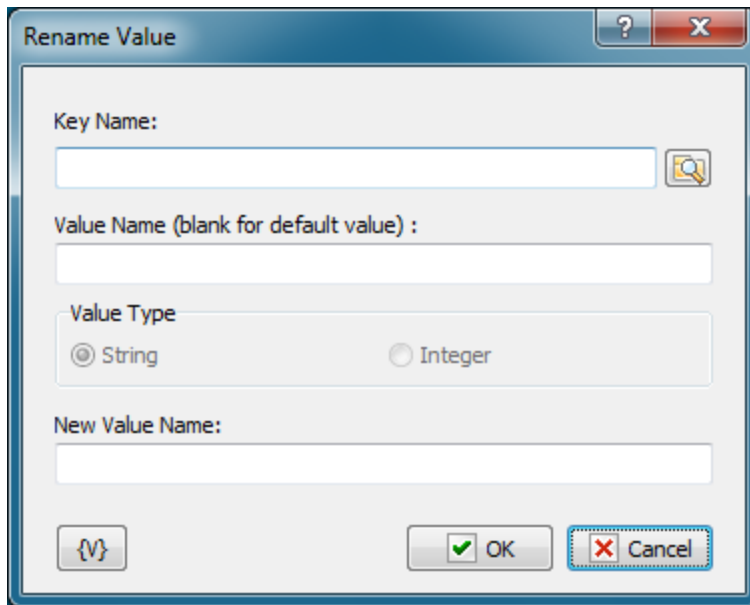 Rename Value
?
Key Name:
Value Name (blank for default value) :
Value Type
String
Integer
New Value Name:
{V}
OK
Cancel